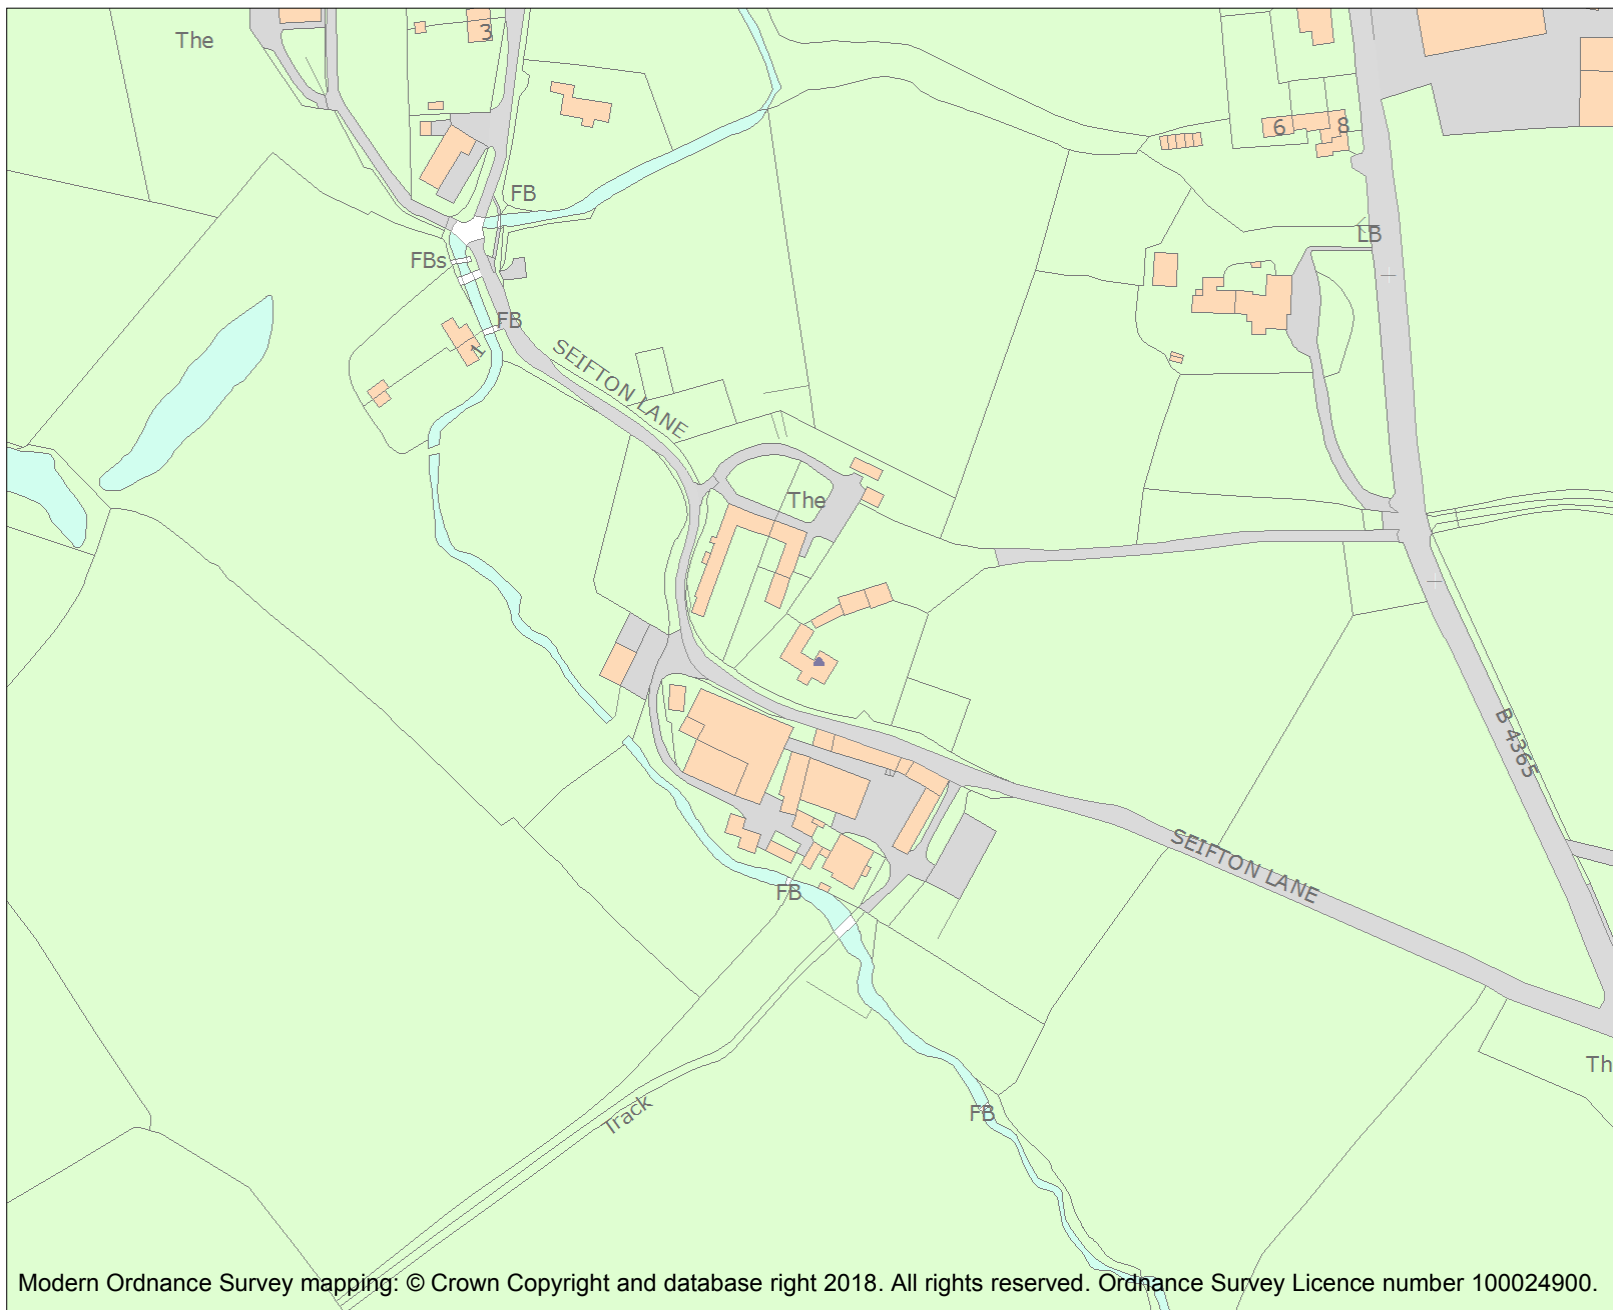 The
3
6
8
FB
LB
FBs
FB
1
SEIFTON LANE
The
B 4365
SEIFTON LANE
FB
Th
Track
FB
Modern Ordnance Survey mapping: © Crown Copyright and database right 2018. All rights reserved. Ordnance Survey Licence number 100024900.